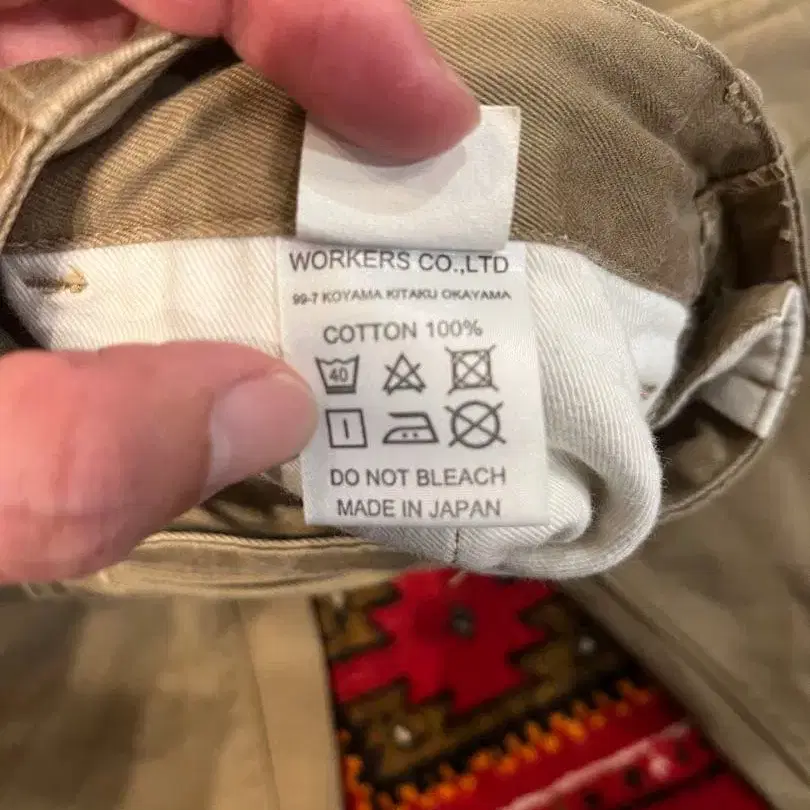 WORKERS CO.,LTD
99-7 KOYAMA KITAKU OKAYAMA
COTTON 100%
40
DO NOT BLEACH
MADE IN JAPAN